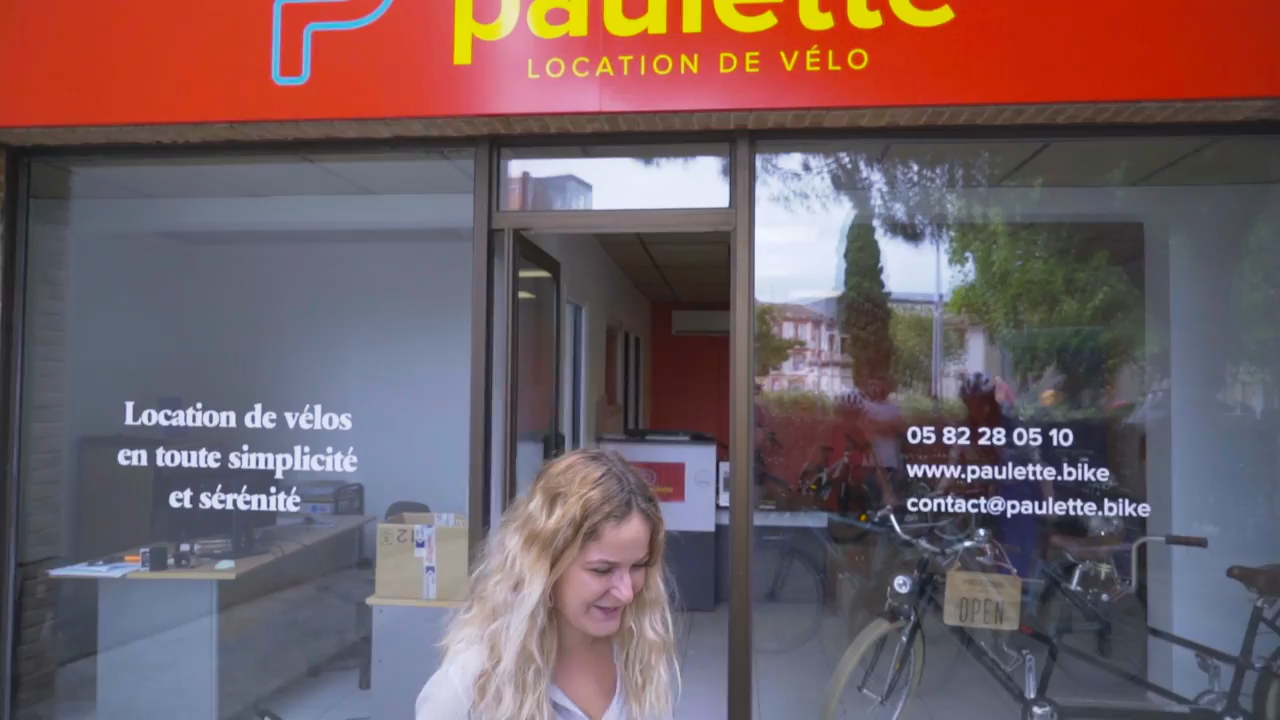 paulette
LOCATION DE VÉLO
Location de vélos
en toute simplicité
et sérénité
05 82 28 05 10
www.paulette.bike
contact@paulette.bike
OPEN